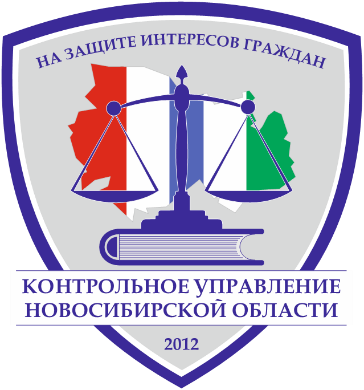 НА ЗАЩИТЕ ИНТЕРЕСОВ ГРАЖДАН
КОНТРОЛЬНОЕ УПРАВЛЕНИЕ
НОВОСИБИРСКОЙ ОБЛАСТИ
2012